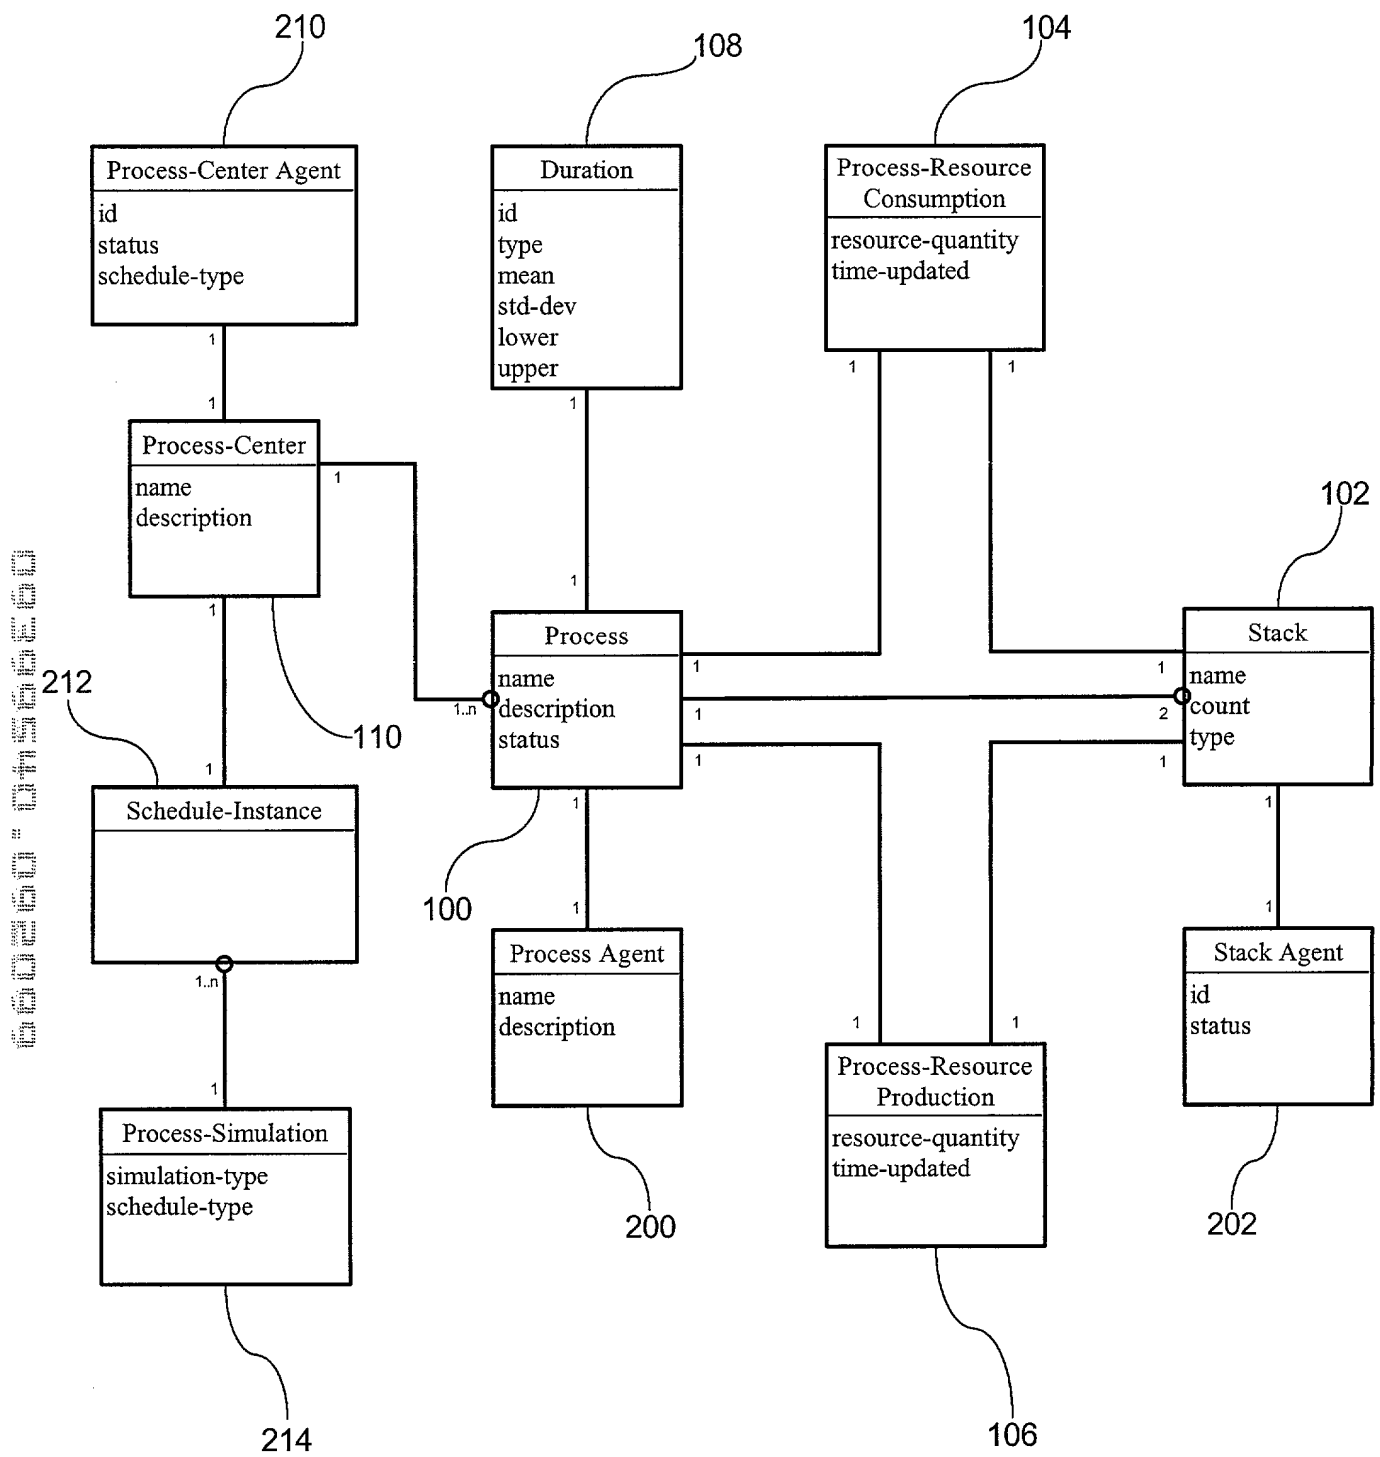 210
108
104
Process-Center Agent
id
status
schedule-type
1
Duration
id
type
mean
std-dev
lower
upper
1
Process-Resource
Consumption
resource-quantity
time-updated
1
1
1
Process-Center
name
description
1
1
110
212
1
Schedule-Instance
1..n
1
Process-Simulation
simulation-type
schedule-type
214
1
Process
name
description
status
1..n
1
1
1
1
100
1
Process Agent
name
description
200
102
Stack
name
count
type
1
2
1
1
1
Stack Agent
id
status
202
1
1
Process-Resource
Production
resource-quantity
time-updated
106